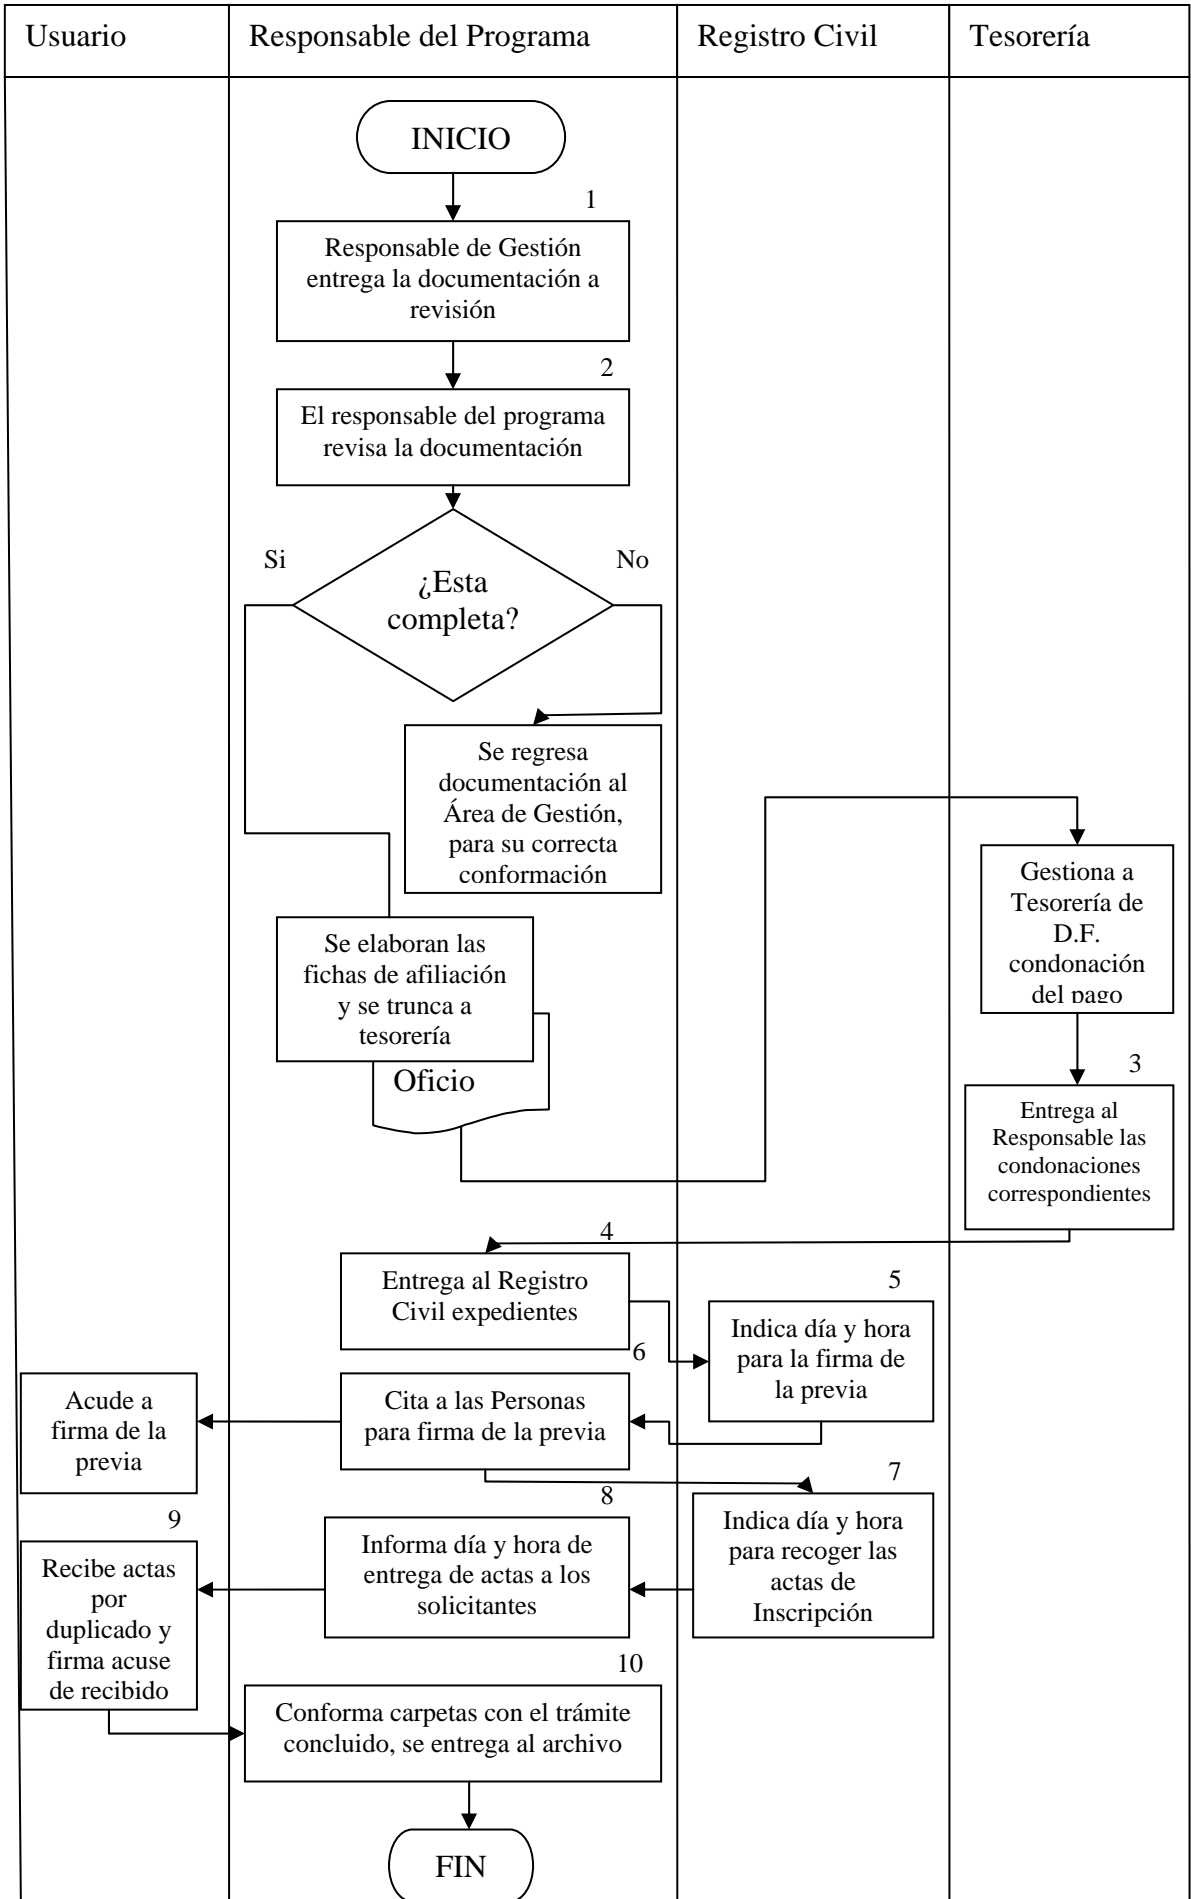 Usuario
Responsable del Programa
Registro Civil
Tesorería
INICIO
1
Responsable de Gestión
entrega la documentación a
revisión
2
El responsable del programa
revisa la documentación
Si
No
¿Esta
completa?
Se regresa
documentación al
Área de Gestión,
para su correcta
conformación
Se elaboran las
fichas de afiliación
y se trunca a
tesorería
Oficio
Gestiona a
Tesorería de
D.F.
condonación
del pago
3
Entrega al
Responsable las
condonaciones
correspondientes
4
Entrega al Registro
Civil expedientes
5
Indica día y hora
para la firma de
la previa
6
Cita a las Personas
para firma de la previa
Acude a
firma de la
previa
7
Indica día y hora
para recoger las
actas de
Inscripción
8
Informa día y hora de
entrega de actas a los
solicitantes
9
Recibe actas
por
duplicado y
firma acuse
de recibido
10
Conforma carpetas con el trámite
concluido, se entrega al archivo
FIN